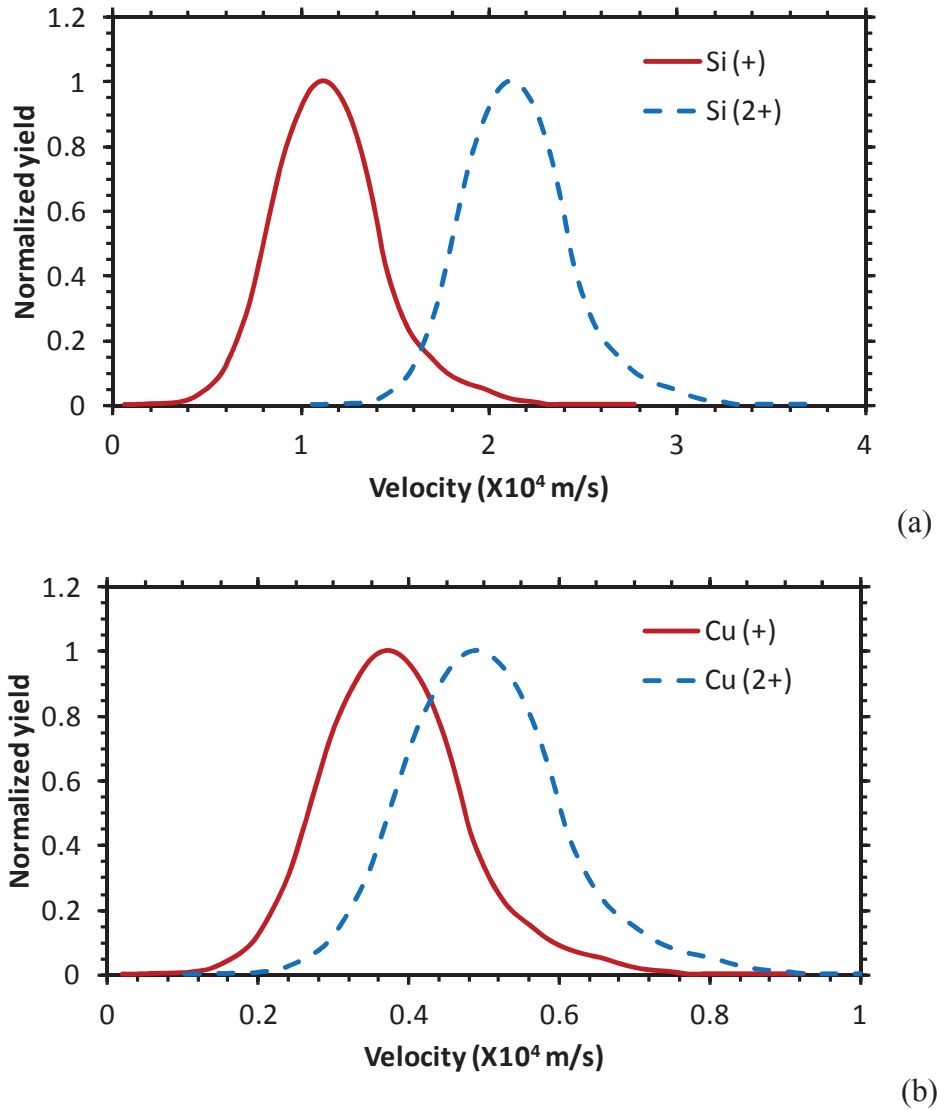 1.2
1
0.8
0.6
0.4
0.2
0
Normalized yield
Si (+)
Si (2+)
0 1 2 3 4
Velocity (X10⁴ m/s)
(a)
1.2
1
0.8
0.6
0.4
0.2
0
Normalized yield
Cu (+)
Cu (2+)
0 0.2 0.4 0.6 0.8 1
Velocity (X10⁴ m/s)
(b)